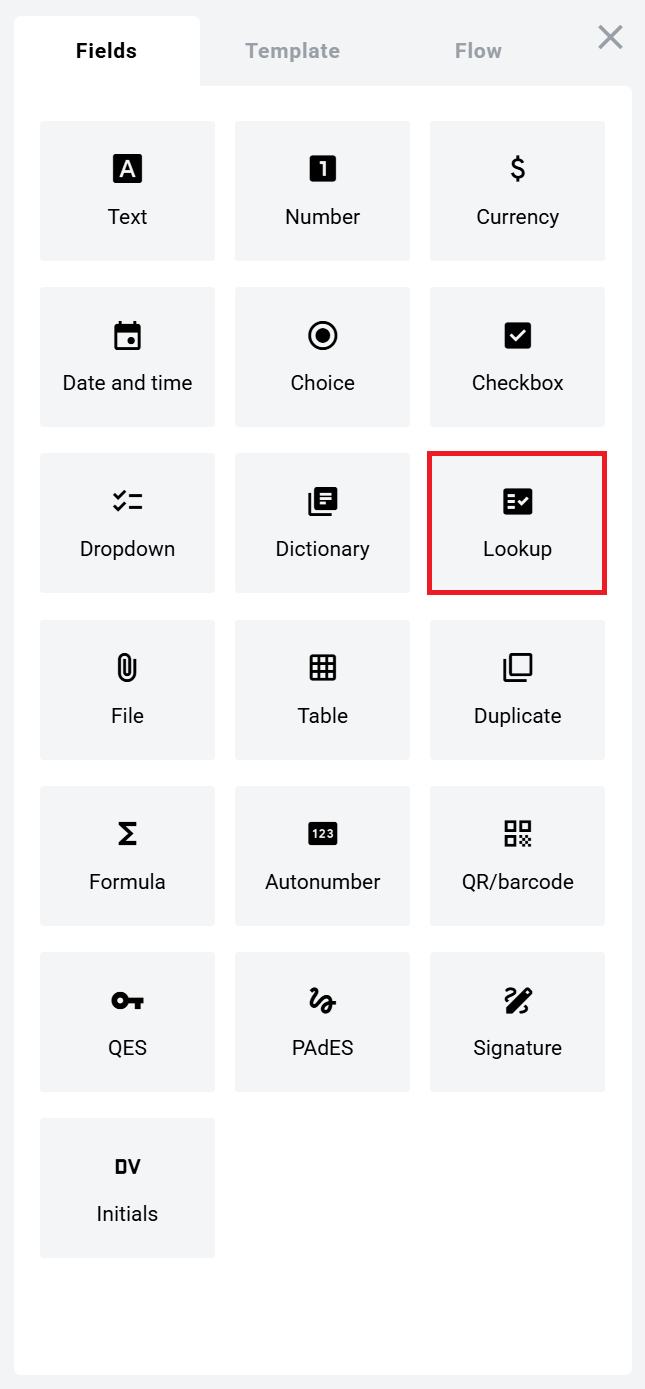 Fields
Template
Flow
A
Text
1
Number
$
Currency
Date and time
Choice
Checkbox
Dropdown
Dictionary
Lookup
File
Table
Duplicate
Σ
Formula
123
Autonumber
QR/barcode
QES
PAdES
Signature
DV
Initials